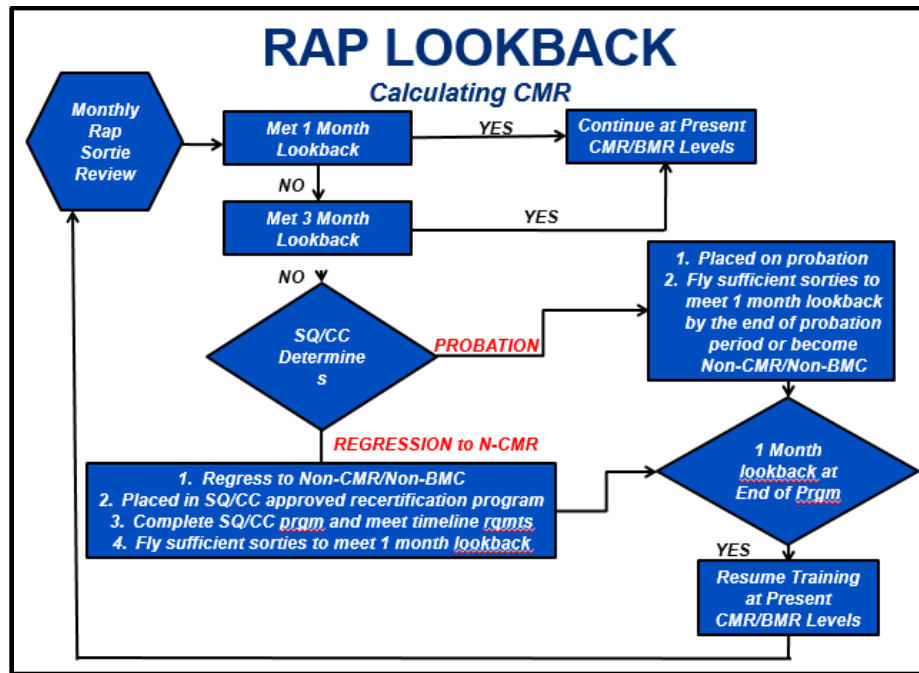 RAP LOOKBACK
Calculating CMR
Monthly
Rap
Sortie
Review
Met 1 Month
Lookback
YES
Continue at Present
CMR/BMR Levels
NO
Met 3 Month
Lookback
YES
NO
SQ/CC
Determine
s
PROBATION
1. Placed on probation
2. Fly sufficient sorties to
meet 1 month lookback
by the end of probation
period or become
Non-CMR/Non-BMC
REGRESSION to N-CMR
1. Regress to Non-CMR/Non-BMC
2. Placed in SQ/CC approved recertification program
3. Complete SQ/CC prgm and meet timeline rqmts
4. Fly sufficient sorties to meet 1 month lookback
1 Month
lookback at
End of Prgm
YES
Resume Training
at Present
CMR/BMR Levels